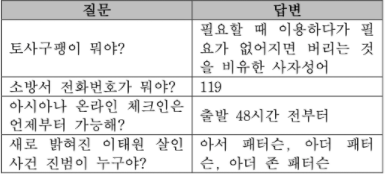 질문 답변
토사구팽이 뭐야?
필요할 때 이용하다가 필
요가 없어지면 버리는 것
을 비유한 사자성어
소방서 전화번호가 뭐야? 119
아시아나 온라인 체크인은
언제부터 가능해?
출발 48시간 전부터
새로 밝혀진 이태원 살인
사건 진범이 누구야?
아서 패터슨, 아더 패터
슨, 아더 존 패터슨